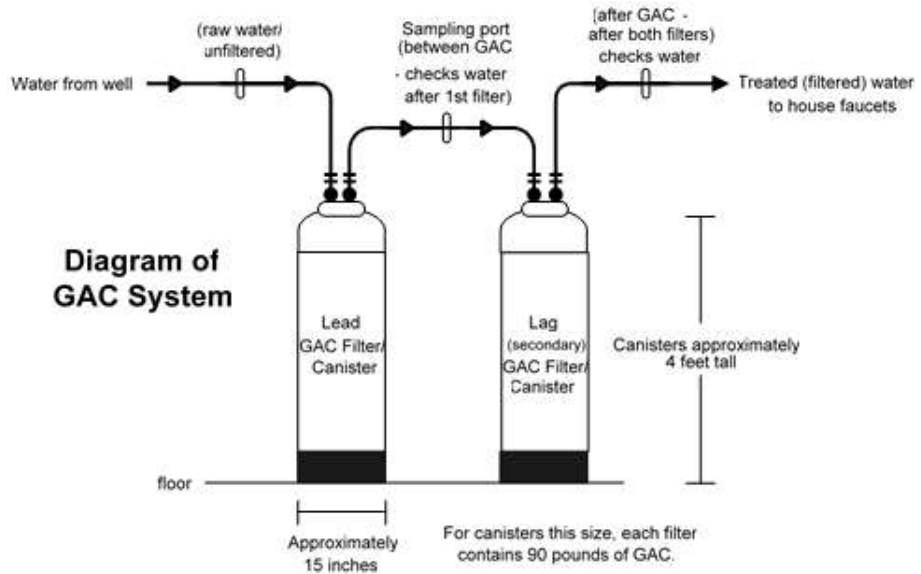 (raw water/
unfiltered)
Sampling port
(between GAC
- checks water
after 1st filter)
(after GAC -
after both filters)
checks water
Water from well
Treated (filtered) water
to house faucets
Diagram of
GAC System
Lead
GAC Filter/
Canister
Lag
(secondary)
GAC Filter/
Canister
Canisters approximately
4 feet tall
floor
Approximately
15 inches
For canisters this size, each filter
contains 90 pounds of GAC.